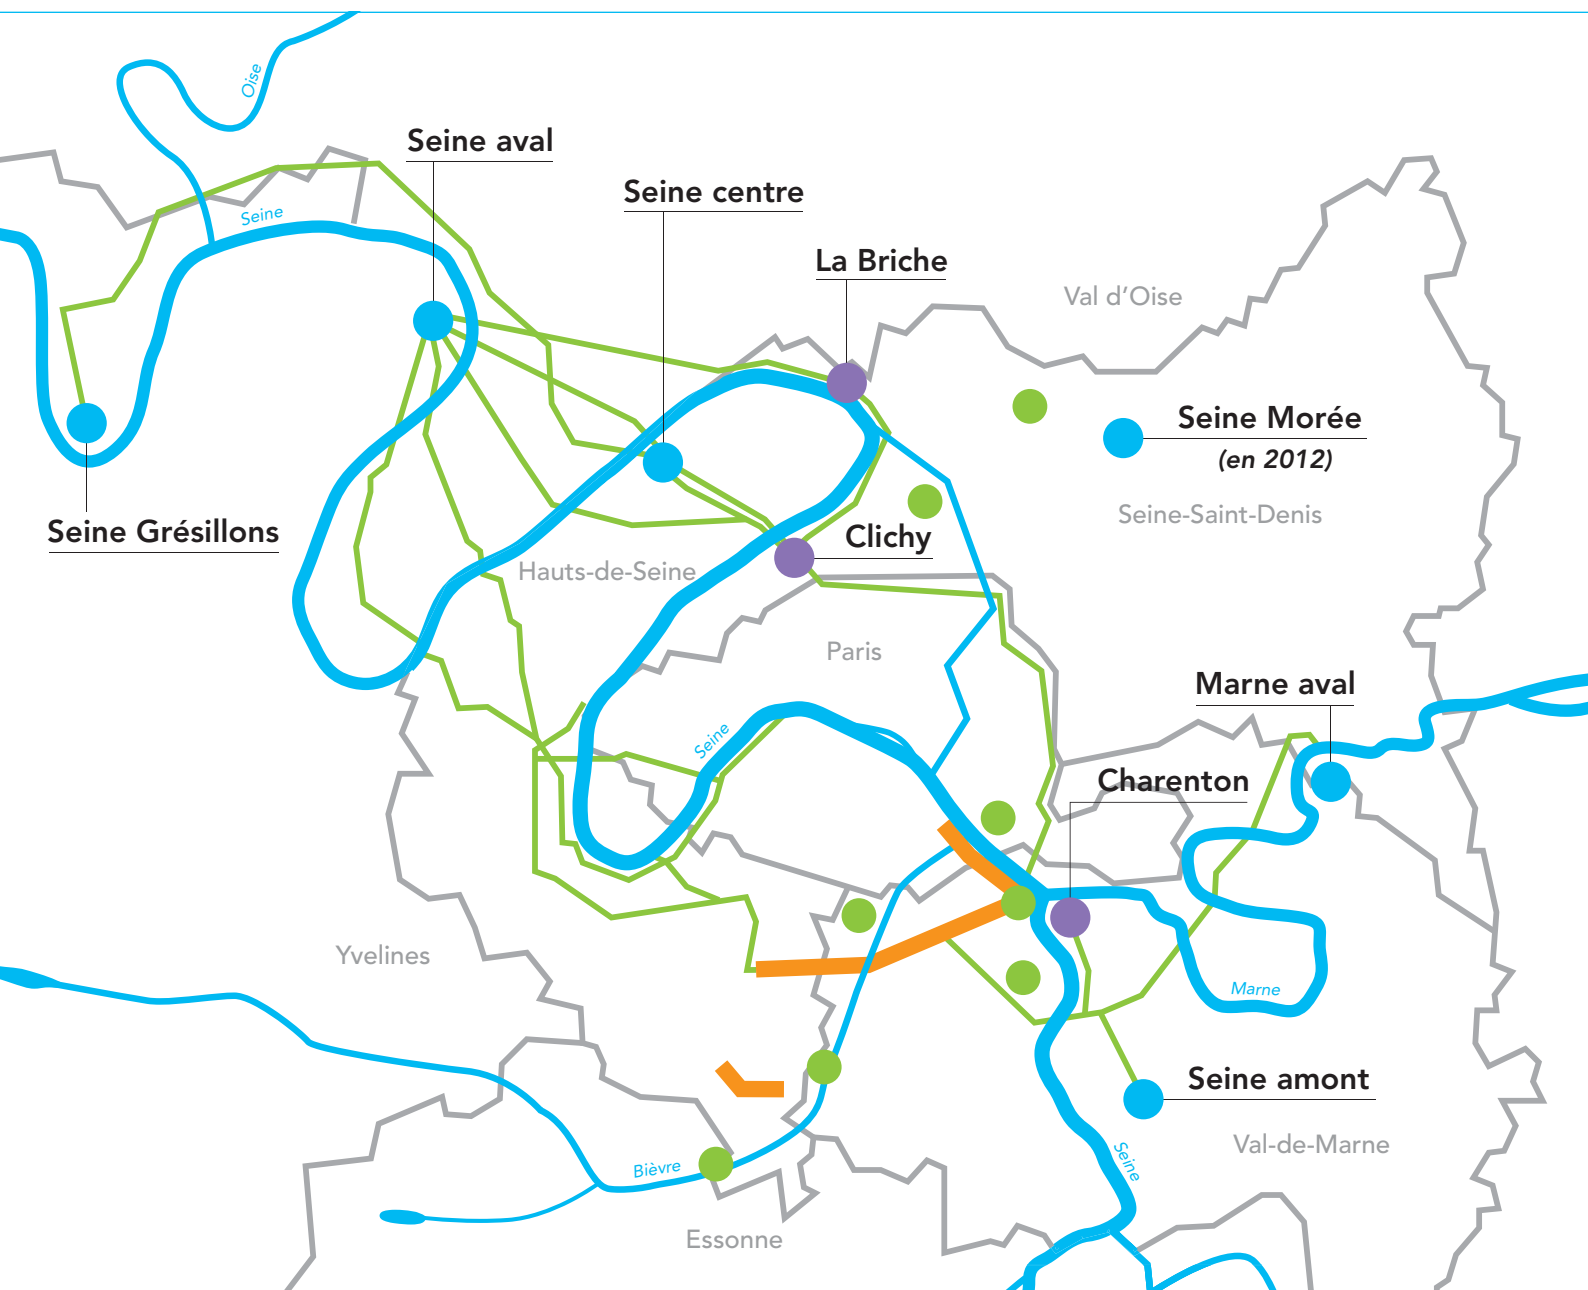 Oise
Seine aval
Seine centre
Seine
La Briche
Val d'Oise
Seine Morée
(en 2012)
Seine Grésillons
Seine-Saint-Denis
Clichy
Hauts-de-Seine
Paris
Marne aval
Seine
Charenton
Yvelines
Marne
Seine amont
Val-de-Marne
Seine
Bièvre
Essonne